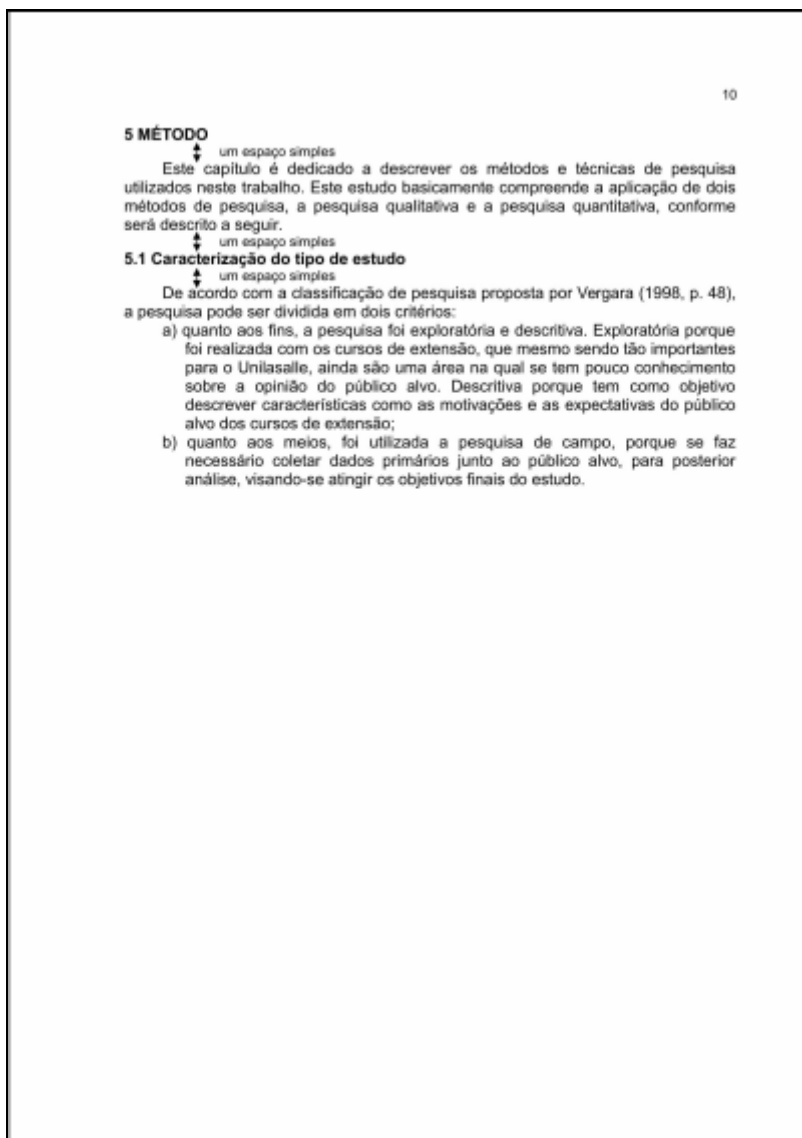 10
5 MÉTODO
um espaço simples
Este capítulo é dedicado a descrever os métodos e técnicas de pesquisa
utilizados neste trabalho. Este estudo basicamente compreende a aplicação de dois
métodos de pesquisa, a pesquisa qualitativa e a pesquisa quantitativa, conforme
será descrito a seguir.
um espaço simples
5.1 Caracterização do tipo de estudo
um espaço simples
De acordo com a classificação de pesquisa proposta por Vergara (1998, p. 48),
a pesquisa pode ser dividida em dois critérios:
a) quanto aos fins, a pesquisa foi exploratória e descritiva. Exploratória porque
foi realizada com os cursos de extensão, que mesmo sendo tão importantes
para o Unilasalle, ainda são uma área na qual se tem pouco conhecimento
sobre a opinião do público alvo. Descritiva porque tem como objetivo
descrever características como as motivações e as expectativas do público
alvo dos cursos de extensão;
b) quanto aos meios, foi utilizada a pesquisa de campo, porque se faz
necessário coletar dados primários junto ao público alvo, para posterior
análise, visando-se atingir os objetivos finais do estudo.